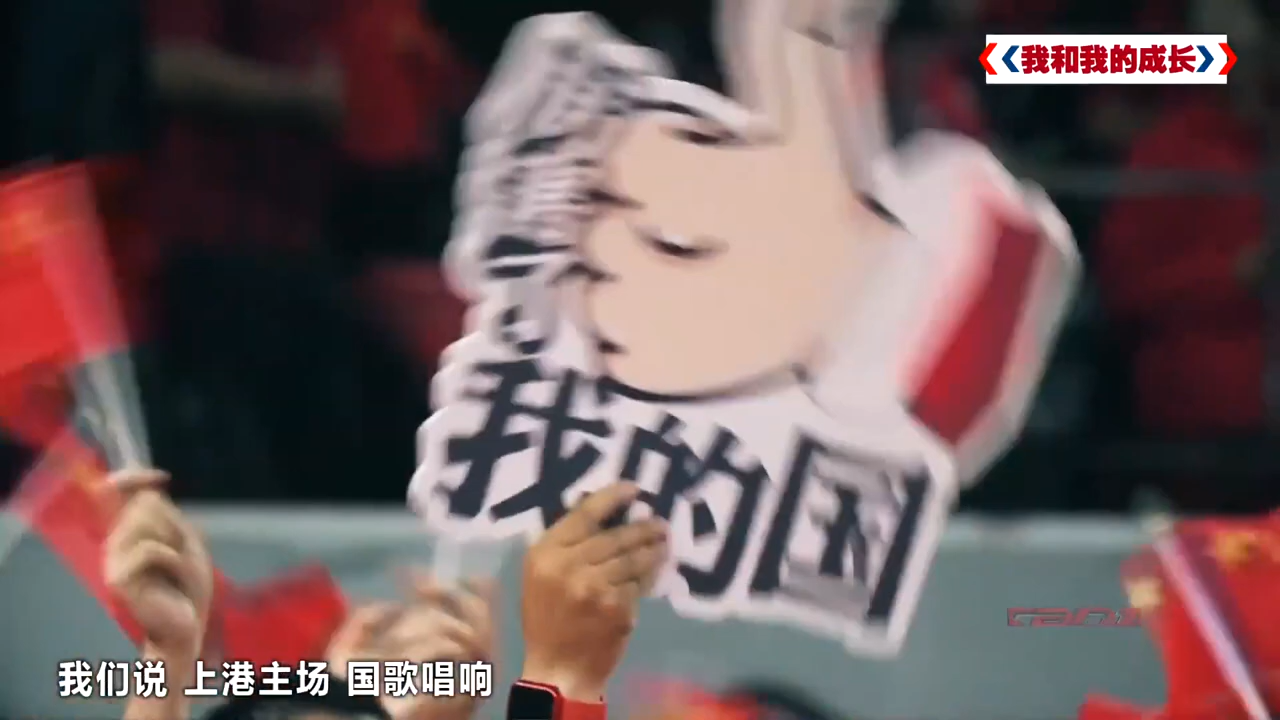 《我和我的成长》
我的国
我们说 上港主场 国歌唱响